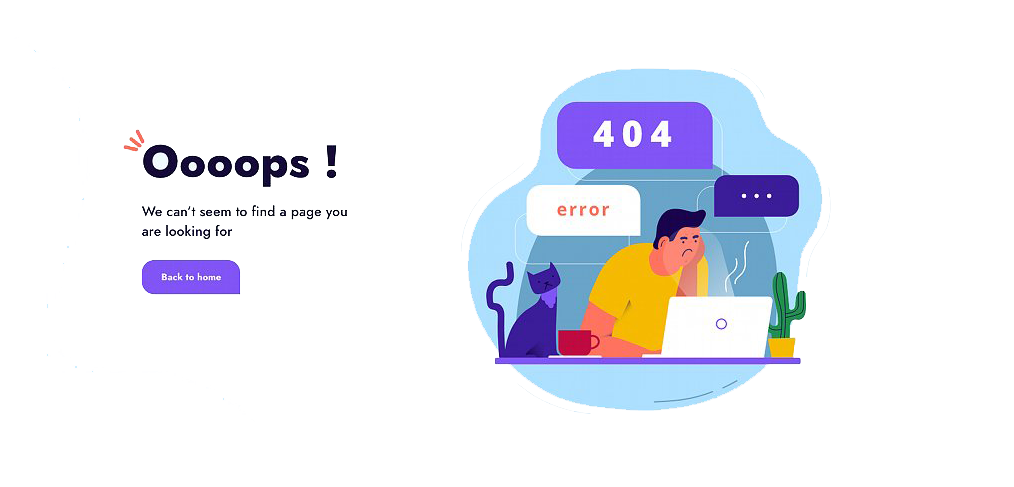 Oooops !
We can't seem to find a page you
are looking for
Back to home
404
error
...